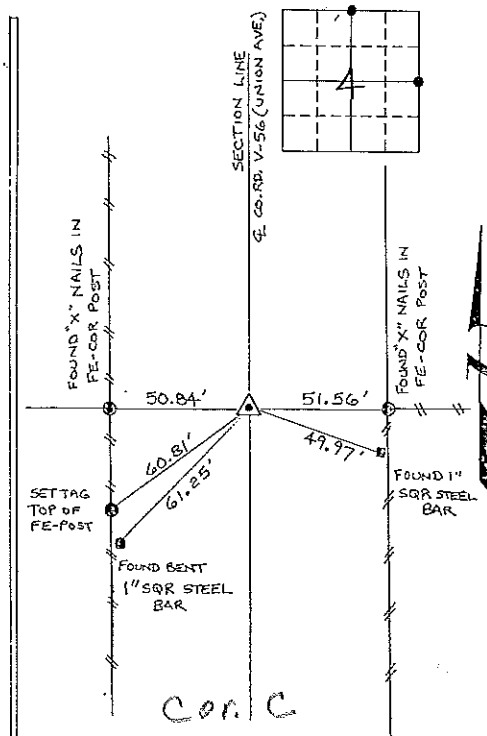 4
SECTION LINE
℄ CO. RD. V-56 (UNION AVE.)
FOUND "X" NAILS IN
FE-COR POST
FOUND "X" NAILS IN
FE-COR POST
50.84'
51.56'
60.81'
61.25'
49.97'
SET TAG
TOP OF
FE-POST
FOUND 1"
SQR STEEL
BAR
FOUND BENT
1" SQR STEEL
BAR
Cor. C